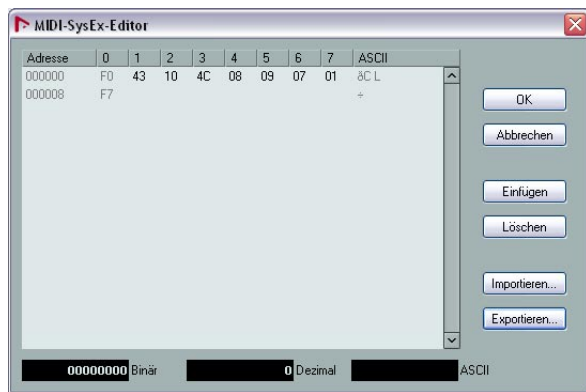 MIDI-SysEx-Editor
Adresse 0 1 2 3 4 5 6 7 ASCII
000000 F0 43 10 4C 08 09 07 01 ðC L
000008 F7 ÷
OK
Abbrechen
Einfügen
Löschen
Importieren...
Exportieren...
00000000 Binär 0 Dezimal ASCII